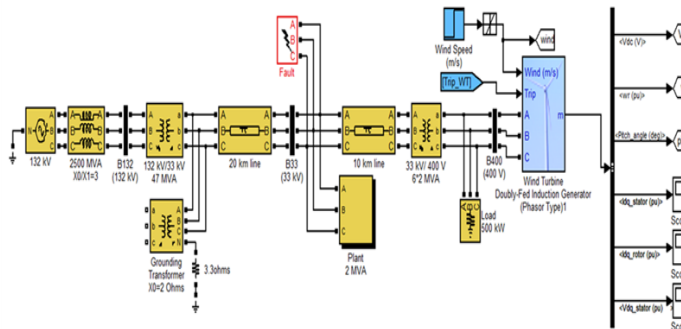 A
B
C
Fault
Wind Speed
(m/s)
wind
[Trip_WT]
Wind (m/s)
Trip
A
B
C
m
<Vdc (V)>
<wr (pu)>
<Pitch_angle (deg)>
<Idq_stator (pu)>
<Idq_rotor (pu)>
<Vdq_stator (pu)>
N
A
B
C
132 kV
2500 MVA
X0/X1=3
B132
(132 kV)
132 kV/33 kV
47 MVA
20 km line
B33
(33 kV)
10 km line
33 kV/ 400 V
6*2 MVA
B400
(400 V)
Wind Turbine
Doubly-Fed Induction Generator
(Phasor Type)1
Load
500 kW
A
B
C
Plant
2 MVA
a
b
c
A
B
C
N
Grounding
Transformer
X0=2 Ohms
3.3ohms